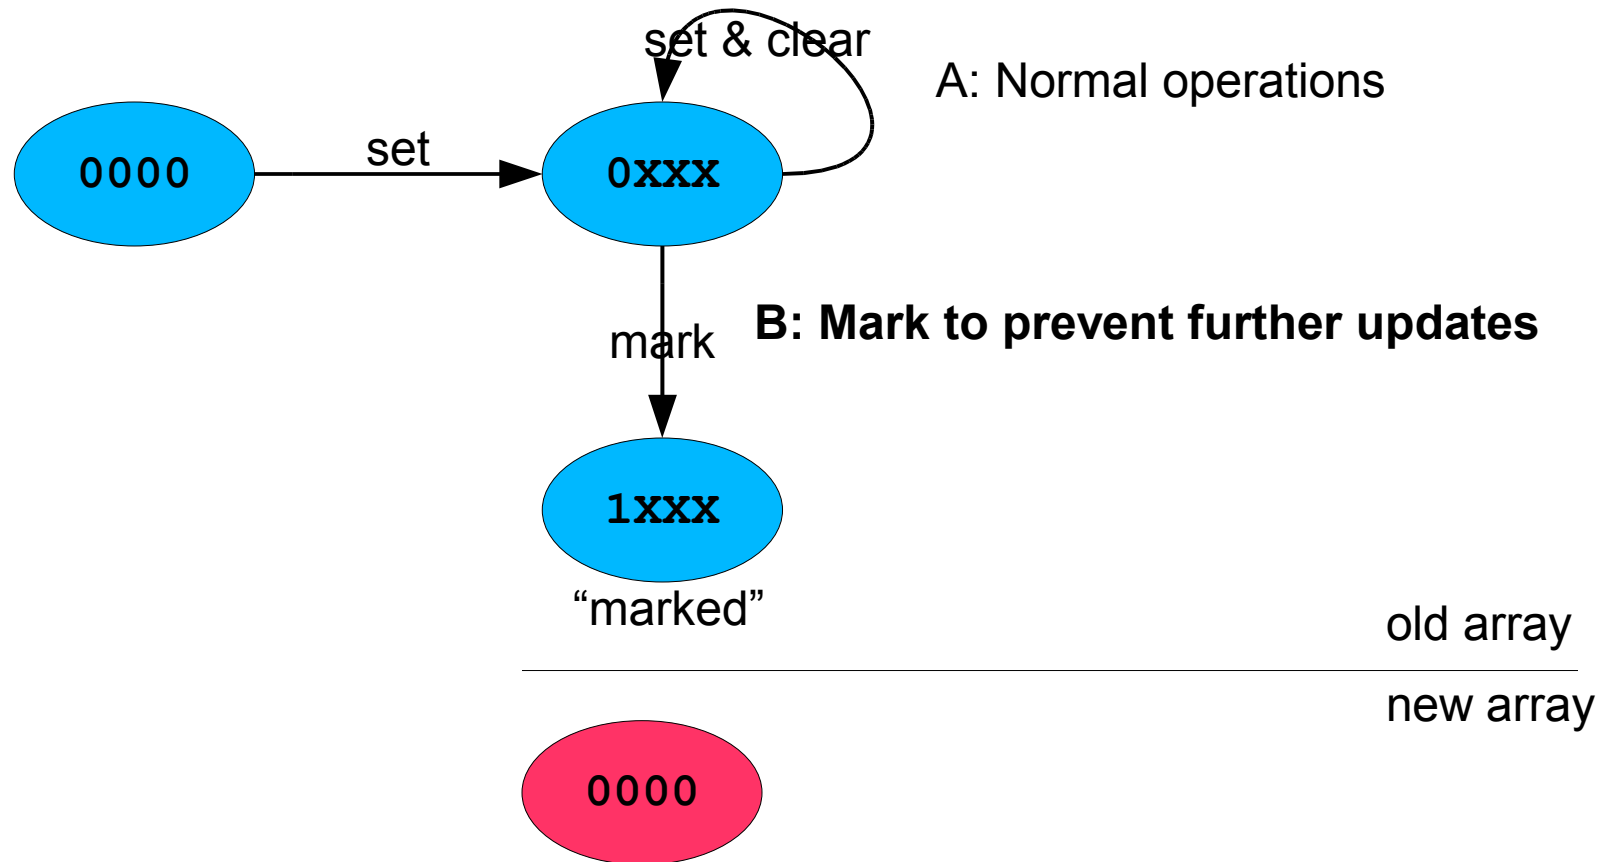 set & clear
A: Normal operations
0000
set
0xxx
mark
B: Mark to prevent further updates
1xxx
“marked”
old array
new array
0000